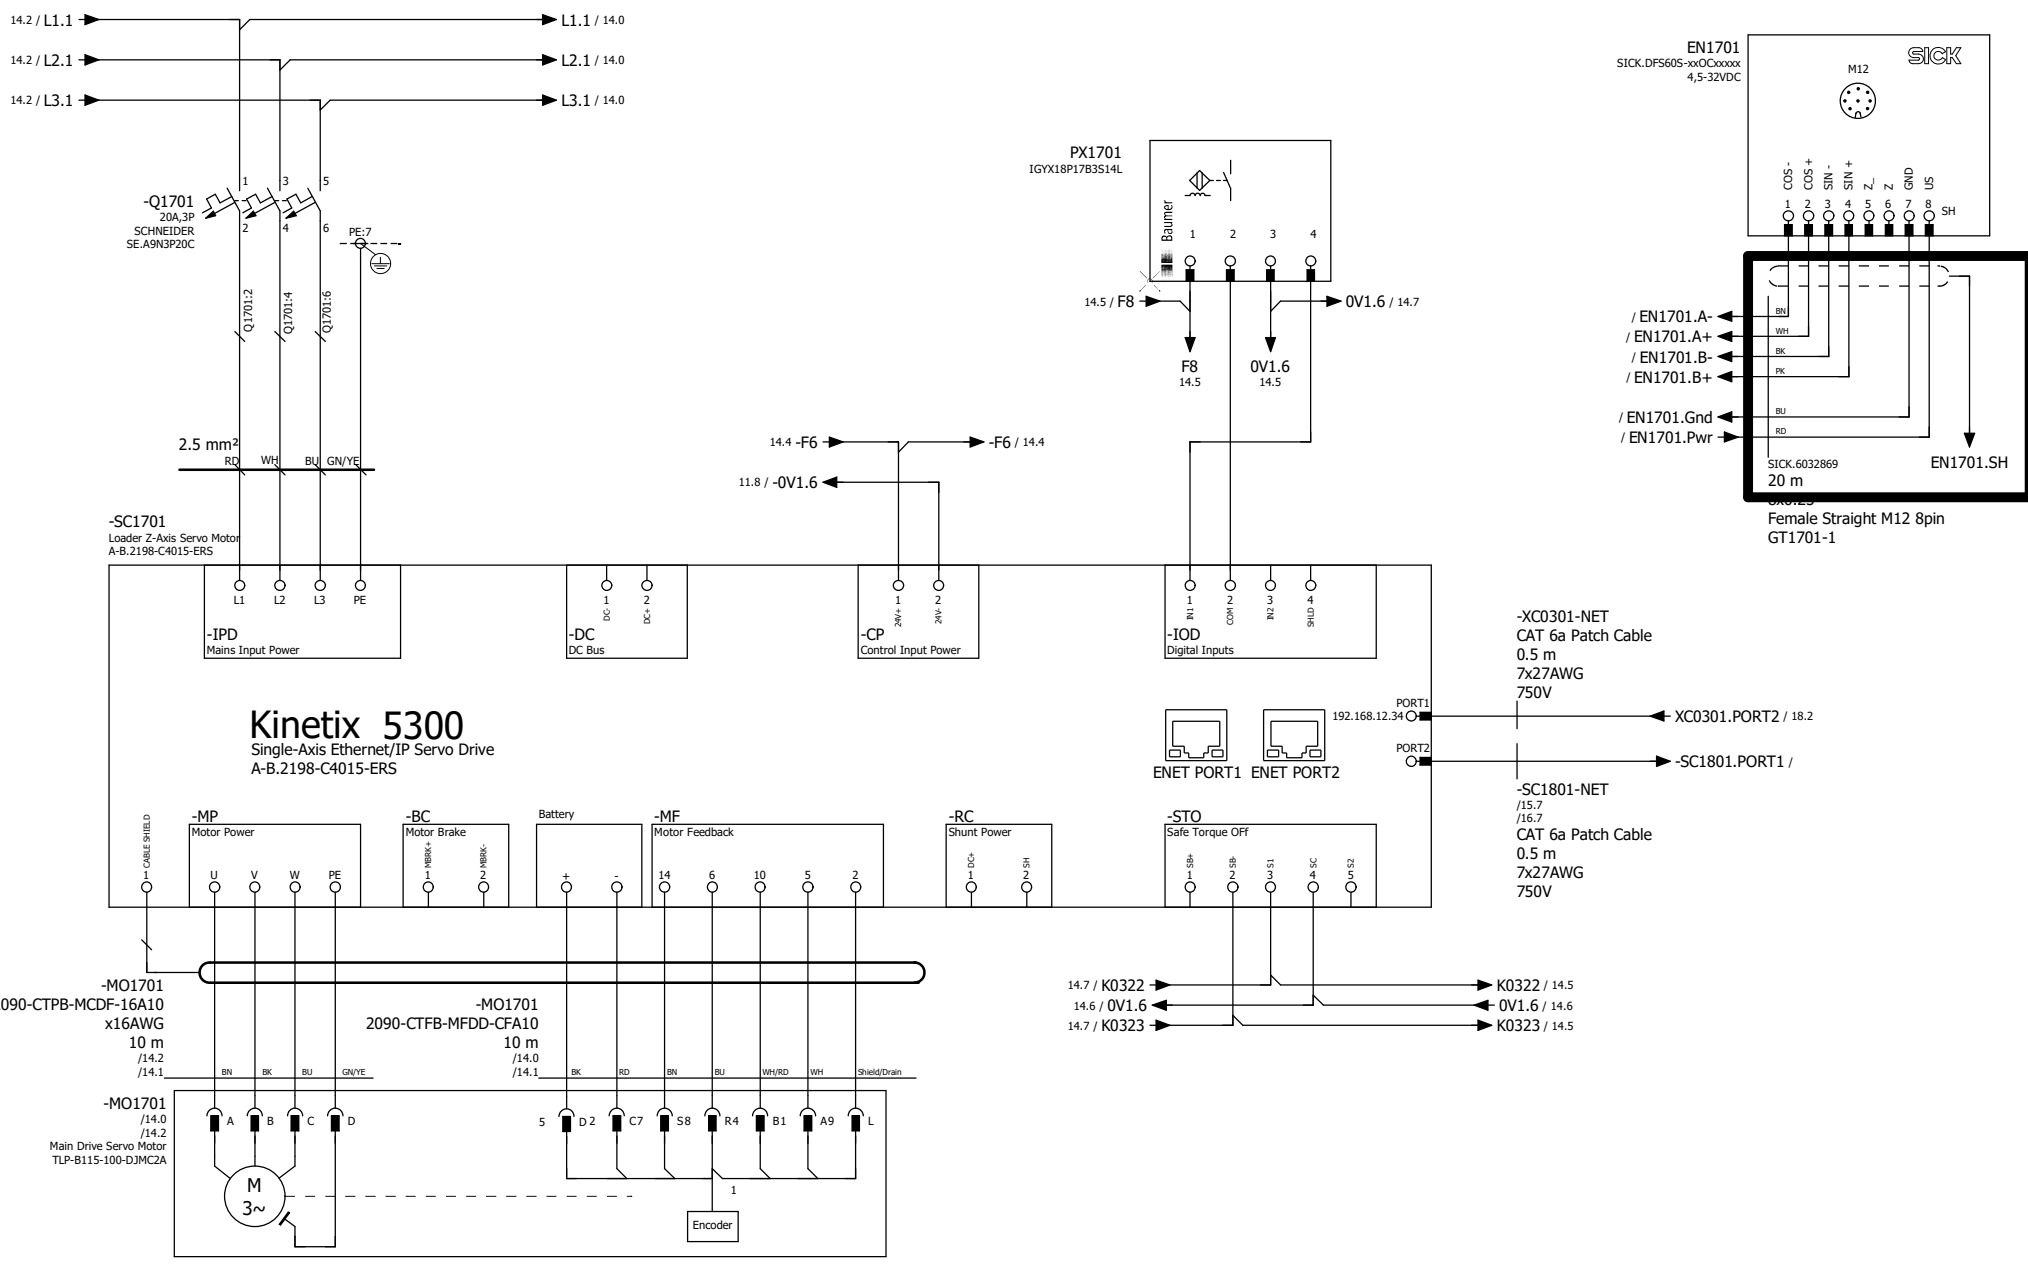 14.2 / L1.1
L1.1 / 14.0
14.2 / L2.1
L2.1 / 14.0
14.2 / L3.1
L3.1 / 14.0
-Q1701
20A,3P
SCHNEIDER
SE.A9N3P20C
1
3
5
2
4
6
PE:7
Q1701:2
Q1701:4
Q1701:6
2.5 mm²
RD
WH
BU
GN/YE
PX1701
IGYX18P17B3S14L
Baumer
1
2
3
4
14.5 / F8
0V1.6 / 14.7
F8
14.5
0V1.6
14.5
14.4 -F6
-F6 / 14.4
11.8 / -0V1.6
EN1701
SICK.DFS60S-xxOCxxxxx
4,5-32VDC
SICK
M12
COS -
COS +
SIN -
SIN +
Z_
Z
GND
US
1
2
3
4
5
6
7
8
SH
/ EN1701.A-
BN
/ EN1701.A+
WH
/ EN1701.B-
BK
/ EN1701.B+
PK
/ EN1701.Gnd
BU
/ EN1701.Pwr
RD
EN1701.SH
SICK.6032869
20 m
Female Straight M12 8pin
GT1701-1
-SC1701
Loader Z-Axis Servo Motor
A-B.2198-C4015-ERS
L1
L2
L3
PE
-IPD
Mains Input Power
1
2
DC-
DC+
-DC
DC Bus
1
2
24V+
24V-
-CP
Control Input Power
1
2
3
4
IN1
COM
IN2
SHLD
-IOD
Digital Inputs
Kinetix 5300
Single-Axis Ethernet/IP Servo Drive
A-B.2198-C4015-ERS
ENET PORT1
ENET PORT2
PORT1
192.168.12.34
PORT2
-XC0301-NET
CAT 6a Patch Cable
0.5 m
7x27AWG
750V
XC0301.PORT2 / 18.2
-SC1801.PORT1 /
-SC1801-NET
/15.7
/16.7
CAT 6a Patch Cable
0.5 m
7x27AWG
750V
CABLE SHIELD
1
-MP
Motor Power
U
V
W
PE
-BC
Motor Brake
MBRK+
MBRK-
1
2
Battery
+
-
-MF
Motor Feedback
14
6
10
5
2
-RC
Shunt Power
DC+
SH
1
2
-STO
Safe Torque Off
SB+
SB-
S1
SC
S2
1
2
3
4
5
14.7 / K0322
K0322 / 14.5
14.6 / 0V1.6
0V1.6 / 14.6
14.7 / K0323
K0323 / 14.5
-MO1701
090-CTPB-MCDF-16A10
x16AWG
10 m
/14.2
/14.1
BN
BK
BU
GN/YE
-MO1701
2090-CTFB-MFDD-CFA10
10 m
/14.0
/14.1
BK
RD
BN
BU
WH/RD
WH
Shield/Drain
-MO1701
/14.0
/14.2
Main Drive Servo Motor
TLP-B115-100-DJMC2A
A
B
C
D
5
D
2
C7
S8
R4
B1
A9
L
M
3~
1
Encoder